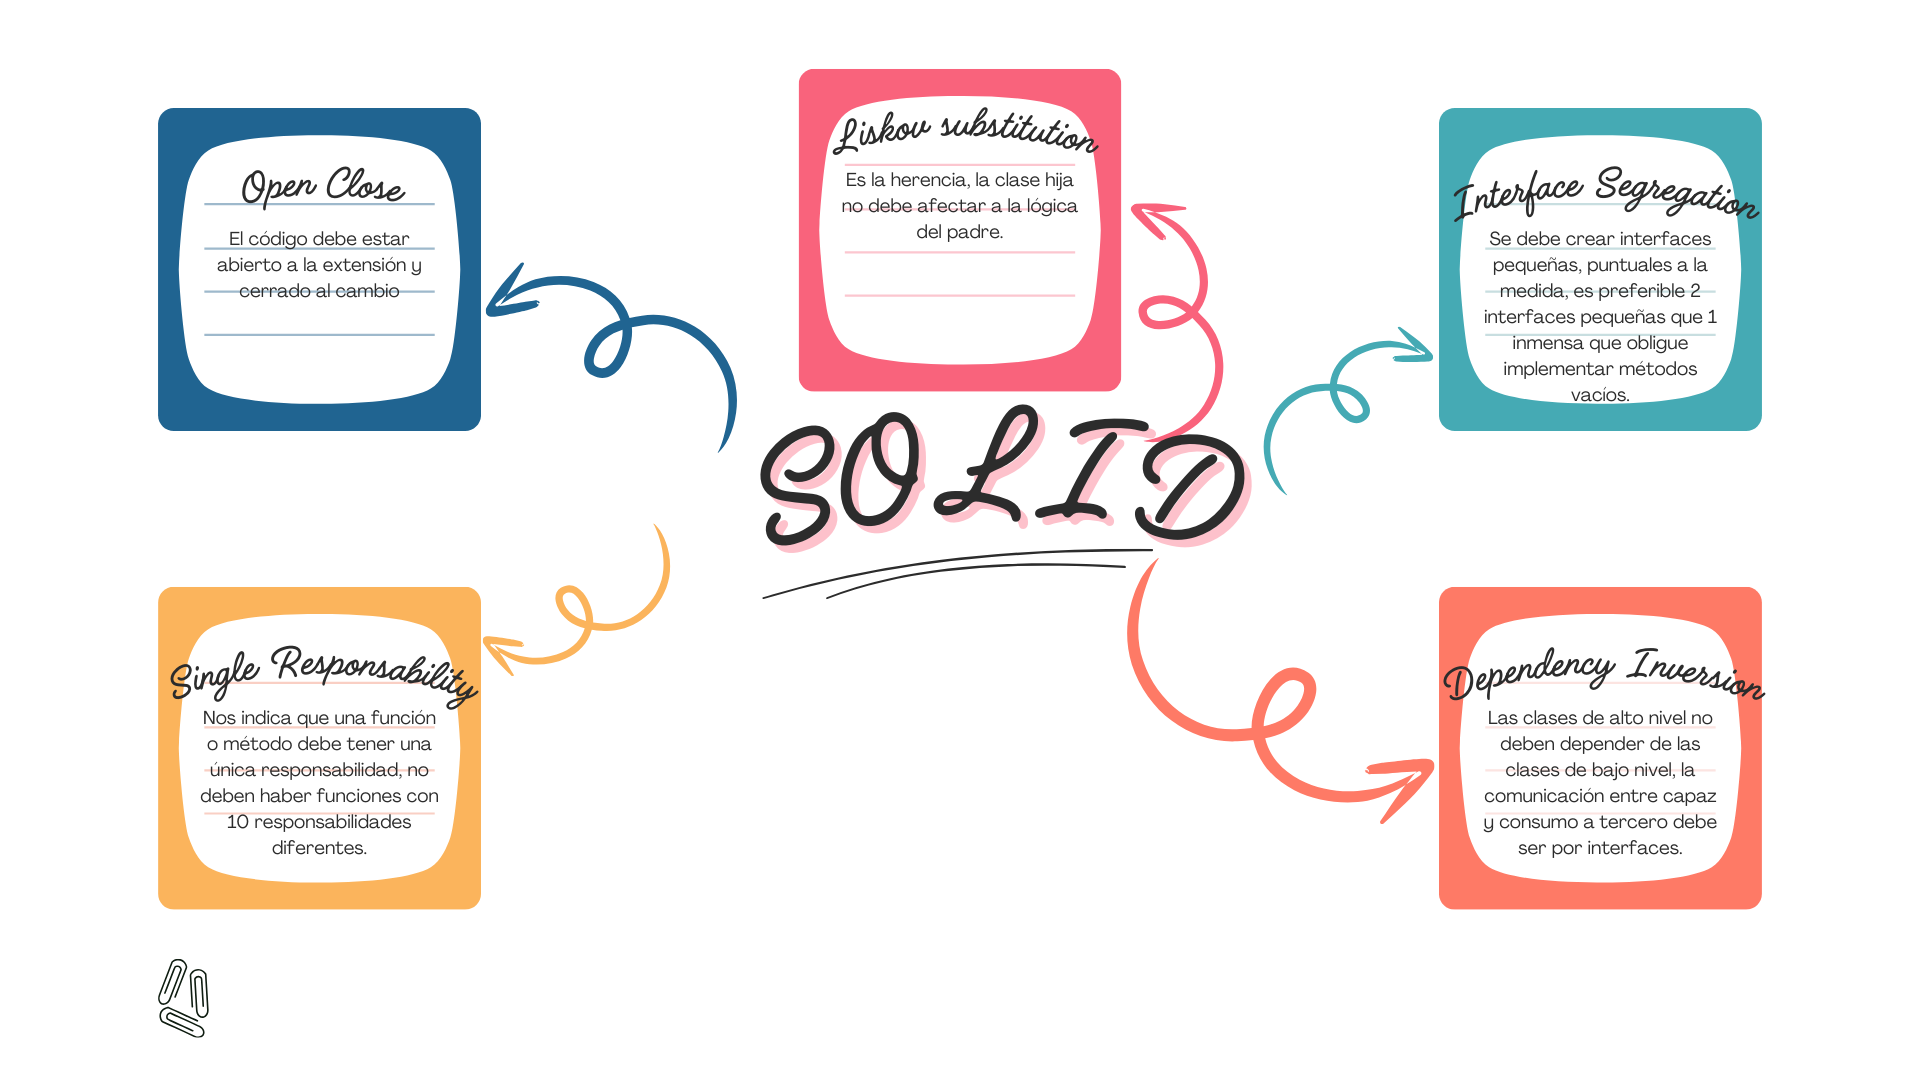 Open Close
El código debe estar
abierto a la extensión y
cerrado al cambio
Liskov substitution
Es la herencia, la clase hija
no debe afectar a la lógica
del padre.
Interface Segregation
Se debe crear interfaces
pequeñas, puntuales a la
medida, es preferible 2
interfaces pequeñas que 1
inmensa que obligue
implementar métodos
vacíos.
SOLID
Single Responsability
Nos indica que una función
o método debe tener una
única responsabilidad, no
deben haber funciones con
10 responsabilidades
diferentes.
Dependency Inversion
Las clases de alto nivel no
deben depender de las
clases de bajo nivel, la
comunicación entre capaz
y consumo a tercero debe
ser por interfaces.